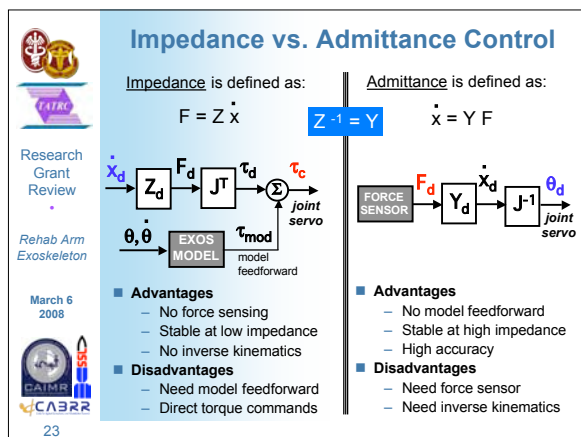 Impedance vs. Admittance Control
TATRC
Research
Grant
Review
Rehab Arm
Exoskeleton
March 6
2008
CAIMR
SSL
CABRR
23
Impedance is defined as:
F = Z ẋ
Z -1 = Y
Admittance is defined as:
ẋ = Y F
ẋd
Zd
Fd
Jᵀ
τd
Σ
τc
joint
servo
θ, θ̇
EXOS
MODEL
τmod
model
feedforward
FORCE
SENSOR
Fd
Yd
ẋd
J-1
θd
joint
servo
Advantages
– No force sensing
– Stable at low impedance
– No inverse kinematics
Disadvantages
– Need model feedforward
– Direct torque commands
Advantages
– No model feedforward
– Stable at high impedance
– High accuracy
Disadvantages
– Need force sensor
– Need inverse kinematics